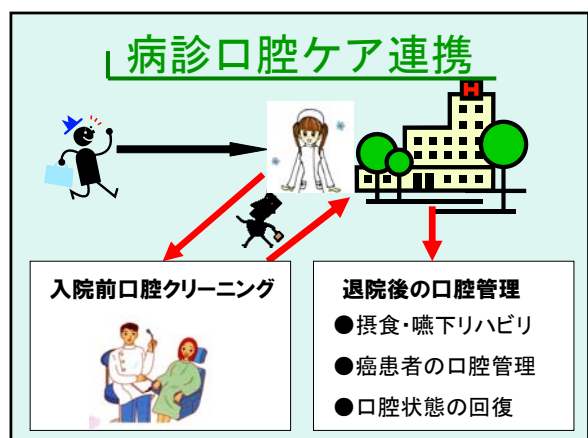 病診口腔ケア連携
H
入院前口腔クリーニング
退院後の口腔管理
●摂食・嚥下リハビリ
●癌患者の口腔管理
●口腔状態の回復